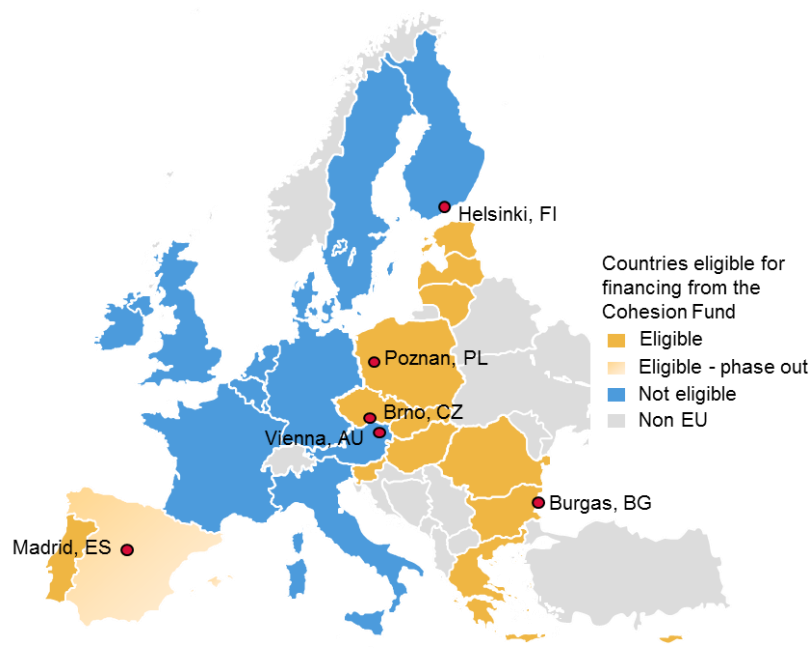 Helsinki, FI
Countries eligible for
financing from the
Cohesion Fund
Eligible
Eligible - phase out
Not eligible
Non EU
Poznan, PL
Brno, CZ
Vienna, AU
Burgas, BG
Madrid, ES